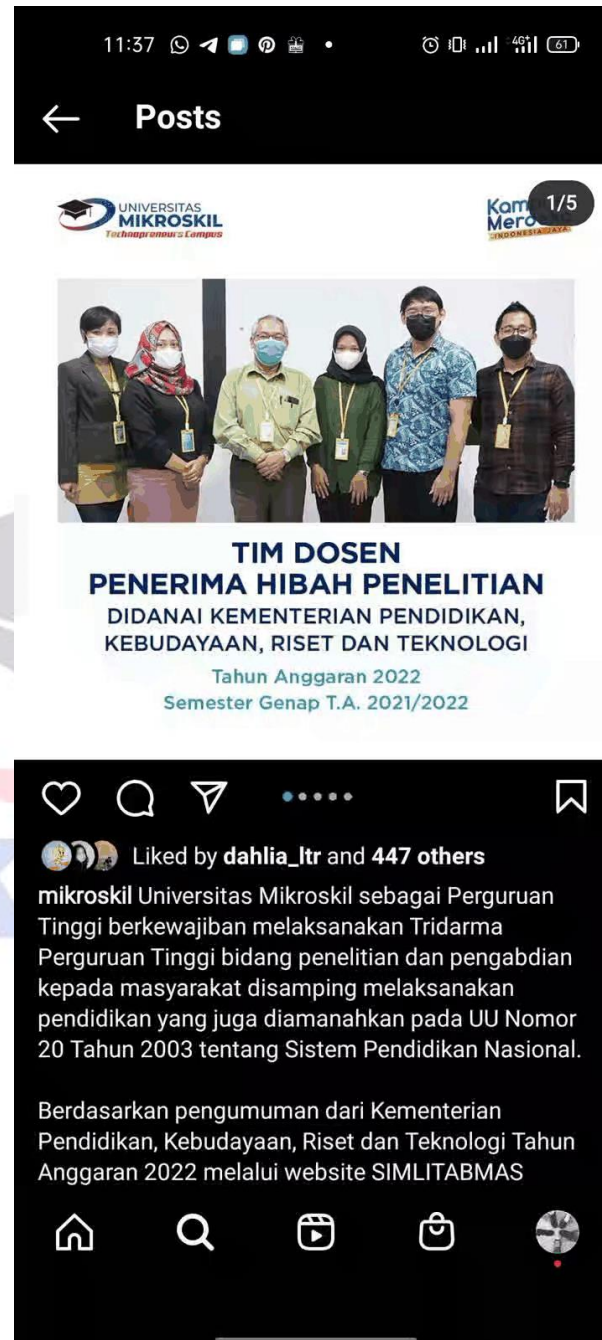 11:37
4G+
61
Posts
UNIVERSITAS
MIKROSKIL
Technopreneurs Campus
1/5
INDONESIA JAYA
TIM DOSEN
PENERIMA HIBAH PENELITIAN
DIDANAI KEMENTERIAN PENDIDIKAN,
KEBUDAYAAN, RISET DAN TEKNOLOGI
Tahun Anggaran 2022
Semester Genap T.A. 2021/2022
Liked by dahlia_ltr and 447 others
mikroskil Universitas Mikroskil sebagai Perguruan
Tinggi berkewajiban melaksanakan Tridarma
Perguruan Tinggi bidang penelitian dan pengabdian
kepada masyarakat disamping melaksanakan
pendidikan yang juga diamanahkan pada UU Nomor
20 Tahun 2003 tentang Sistem Pendidikan Nasional.
Berdasarkan pengumuman dari Kementerian
Pendidikan, Kebudayaan, Riset dan Teknologi Tahun
Anggaran 2022 melalui website SIMLITABMAS